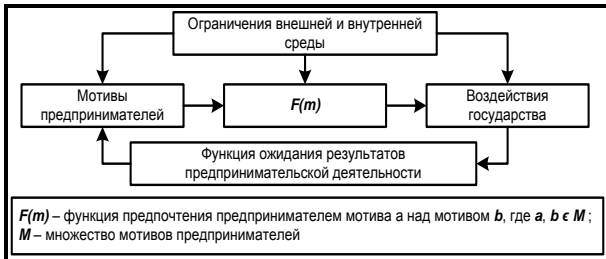 Ограничения внешней и внутренней
среды
Мотивы
предпринимателей
F(m)
Воздействия
государства
Функция ожидания результатов
предпринимательской деятельности
F(m) – функция предпочтения предпринимателем мотива a над мотивом b, где a, b є M ;
M – множество мотивов предпринимателей